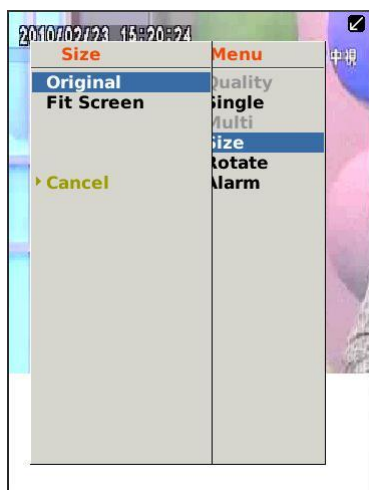 2010/02/23 15:20:24
中視
Size
Original
Fit Screen
Cancel
Menu
Quality
Single
Multi
Size
Rotate
Alarm